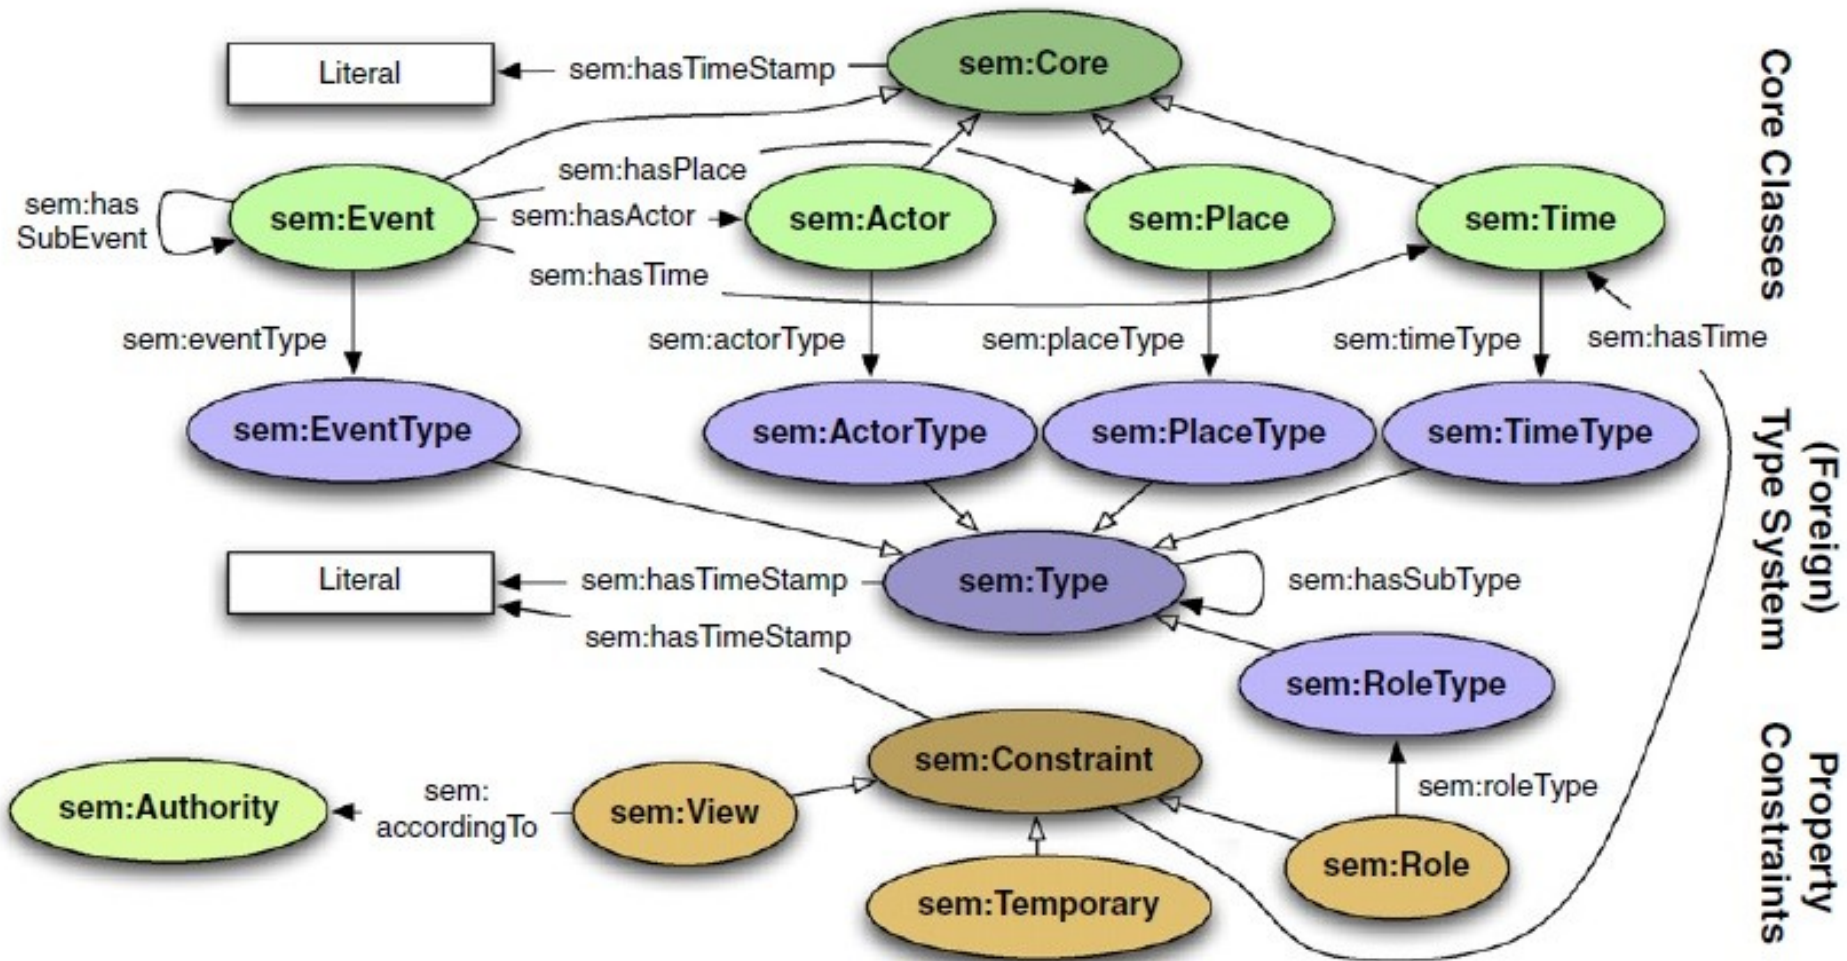 sem:Core
Literal
sem:hasTimeStamp
sem:hasPlace
sem:has
SubEvent
sem:Event
sem:hasActor
sem:Actor
sem:Place
sem:Time
sem:hasTime
sem:eventType
sem:actorType
sem:placeType
sem:timeType
sem:hasTime
Core Classes
sem:EventType
sem:ActorType
sem:PlaceType
sem:TimeType
Literal
sem:hasTimeStamp
sem:Type
sem:hasSubType
sem:hasTimeStamp
sem:RoleType
(Foreign)
Type System
sem:Constraint
sem:Authority
sem:
accordingTo
sem:View
sem:roleType
sem:Role
sem:Temporary
Property
Constraints